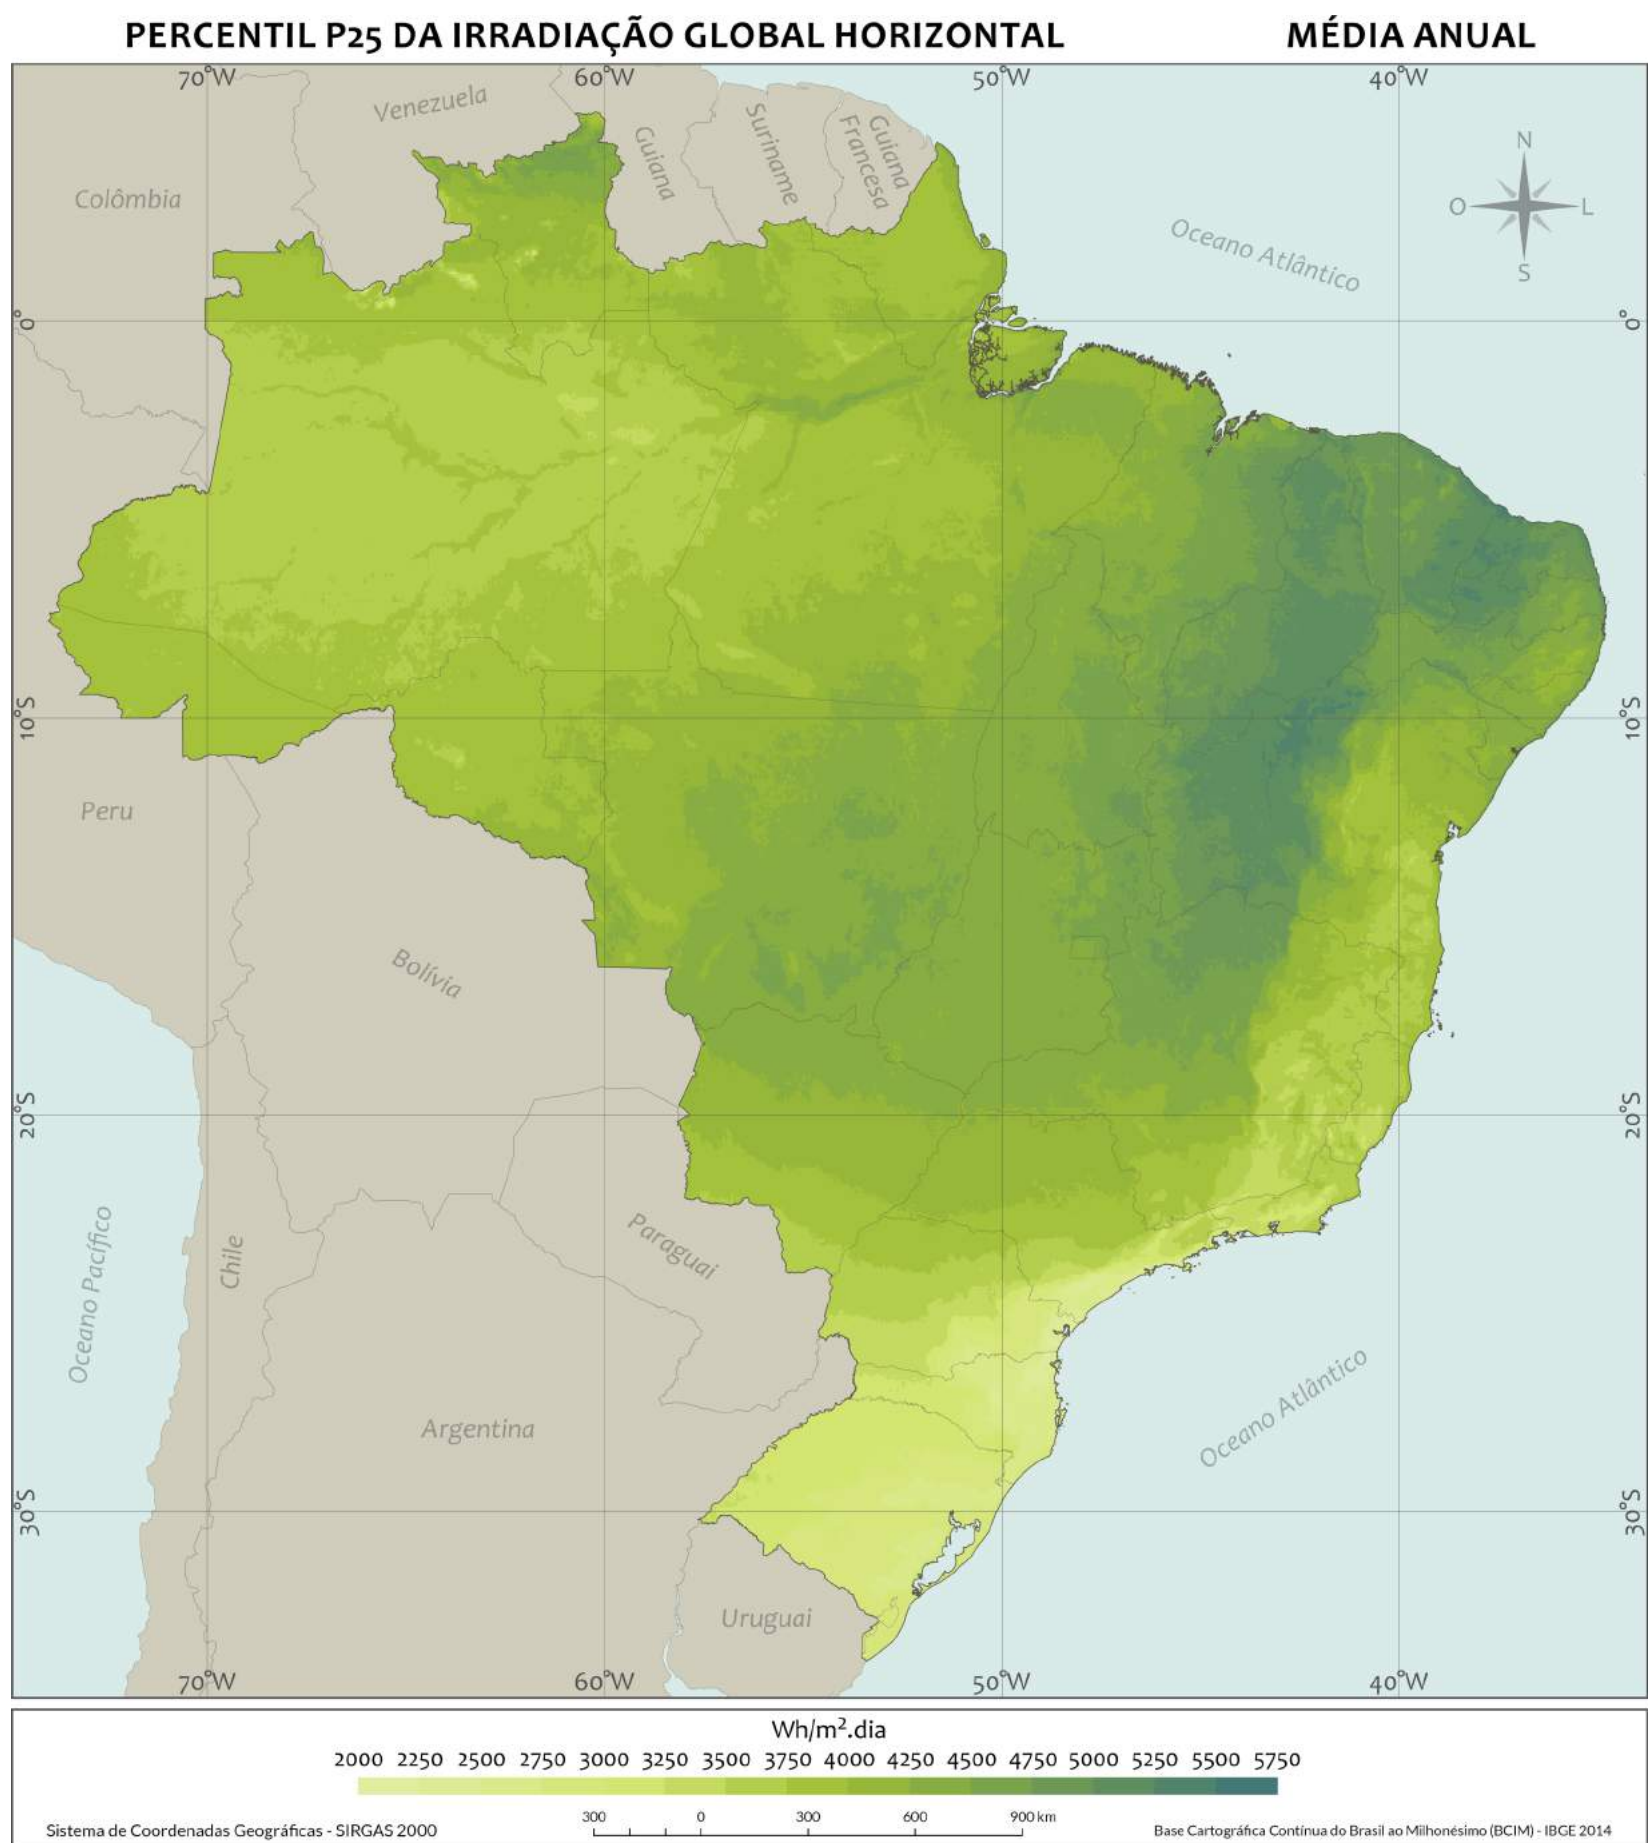 PERCENTIL P25 DA IRRADIAÇÃO GLOBAL HORIZONTAL MÉDIA ANUAL
70°W 60°W 50°W 40°W
Venezuela
Guiana
Suriname
Guiana
Francesa
Colômbia
N
O L
S
Oceano Atlântico
0° 0°
10°S 10°S
Peru
Bolívia
20°S 20°S
Oceano Pacífico
Chile
Paraguai
Argentina
Oceano Atlântico
30°S 30°S
Uruguai
70°W 60°W 50°W 40°W
Wh/m².dia
2000 2250 2500 2750 3000 3250 3500 3750 4000 4250 4500 4750 5000 5250 5500 5750
300 0 300 600 900 km
Sistema de Coordenadas Geográficas - SIRGAS 2000
Base Cartográfica Contínua do Brasil ao Milhonésimo (BCIM) - IBGE 2014